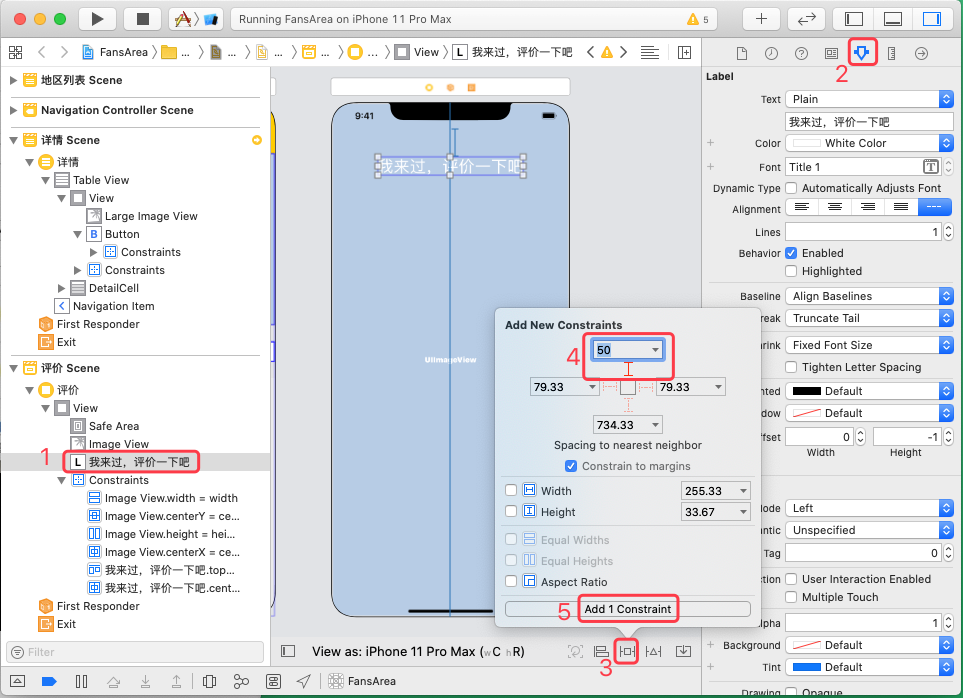 Running FansArea on iPhone 11 Pro Max
5
FansArea
...
...
...
...
...
View
L 我来过，评价一下吧
地区列表 Scene
Navigation Controller Scene
详情 Scene
详情
Table View
View
Large Image View
B Button
Constraints
Constraints
DetailCell
Navigation Item
First Responder
Exit
评价 Scene
评价
View
Safe Area
Image View
1
L 我来过，评价一下吧
Constraints
Image View.width = width
Image View.centerY = ce...
Image View.height = hei...
Image View.centerX = ce...
我来过，评价一下吧.top...
我来过，评价一下吧.cent...
First Responder
Exit
Filter
9:41
我来过，评价一下吧
UIImageView
Add New Constraints
4
50
79.33
79.33
734.33
Spacing to nearest neighbor
Constrain to margins
Width 255.33
Height 33.67
Equal Widths
Equal Heights
Aspect Ratio
5
Add 1 Constraint
View as: iPhone 11 Pro Max (wC hR)
3
FansArea
2
Label
Text Plain
我来过，评价一下吧
Color White Color
Font Title 1
Dynamic Type Automatically Adjusts Font
Alignment
Lines 1
Behavior Enabled
Highlighted
Baseline Align Baselines
eak Truncate Tail
rink Fixed Font Size
Tighten Letter Spacing
nted Default
dow Default
ffset 0 -1
Width Height
lode Left
ntic Unspecified
Tag 0
ction User Interaction Enabled
Multiple Touch
lpha 1
Background Default
Tint Default
Drawing Opaque